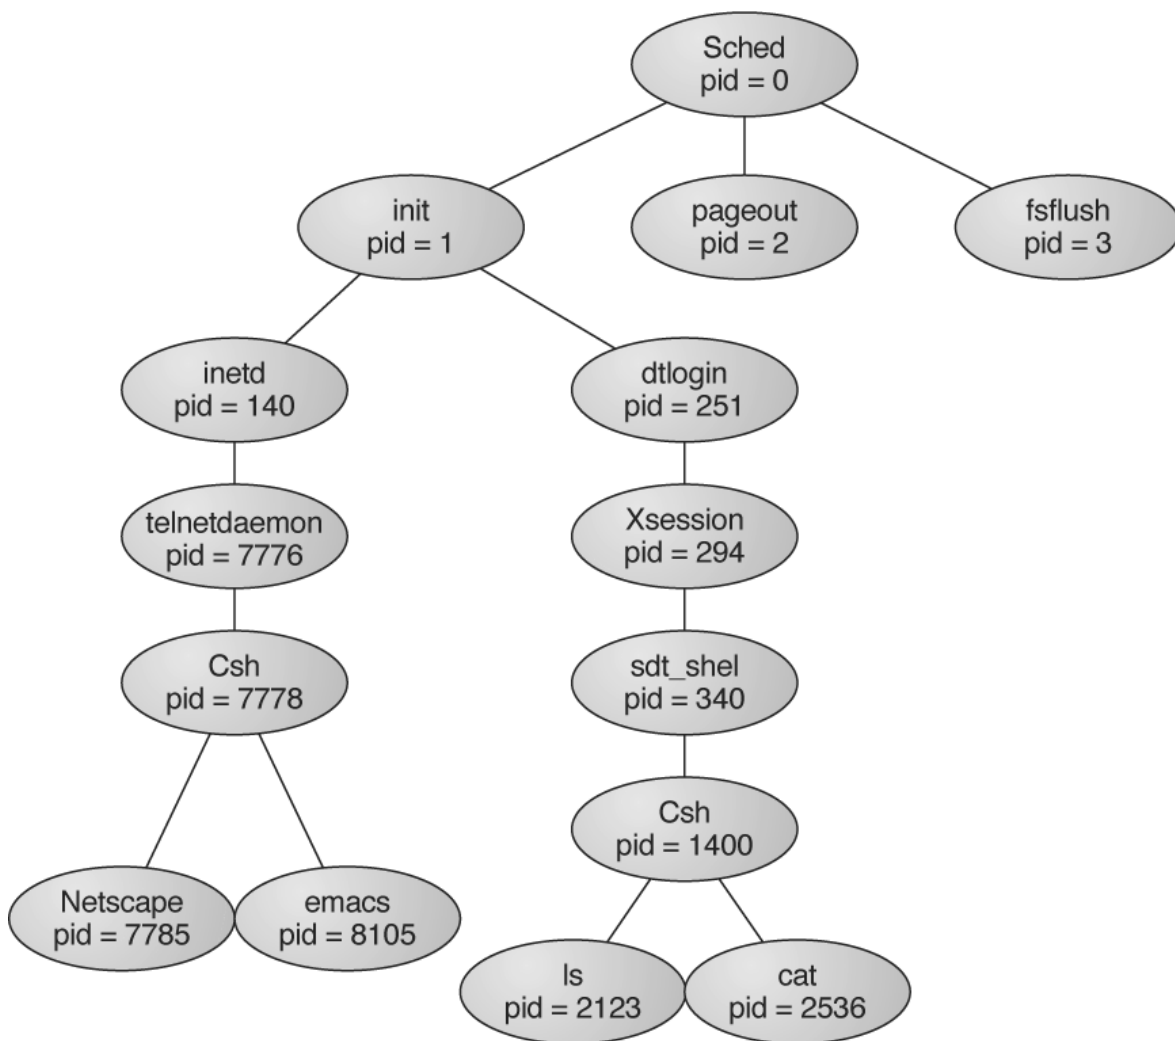 Sched
pid = 0
init
pid = 1
pageout
pid = 2
fsflush
pid = 3
inetd
pid = 140
dtlogin
pid = 251
telnetdaemon
pid = 7776
Xsession
pid = 294
Csh
pid = 7778
sdt_shel
pid = 340
Csh
pid = 1400
Netscape
pid = 7785
emacs
pid = 8105
ls
pid = 2123
cat
pid = 2536